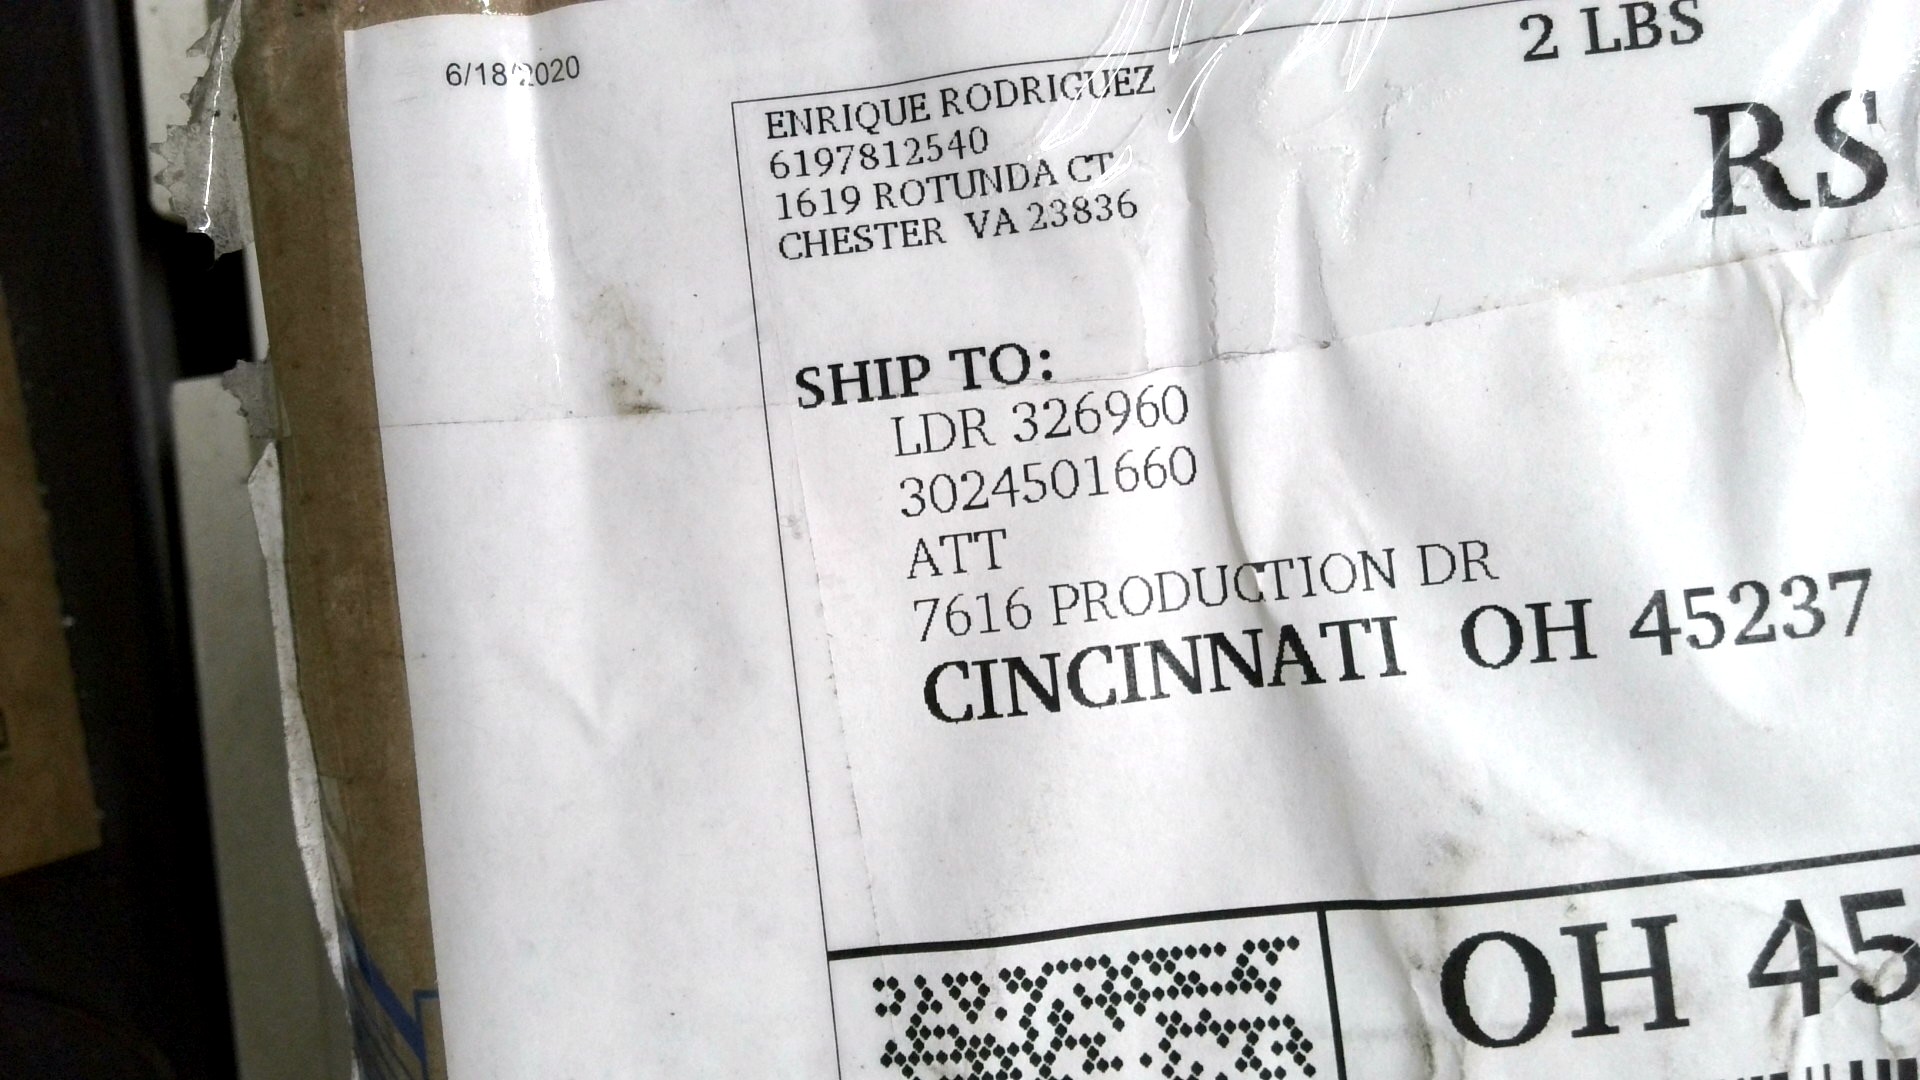 6/18/2020
2 LBS
RS
ENRIQUE RODRIGUEZ
6197812540
1619 ROTUNDA CT
CHESTER VA 23836
SHIP TO:
LDR 326960
3024501660
ATT
7616 PRODUCTION DR
CINCINNATI OH 45237
OH 45